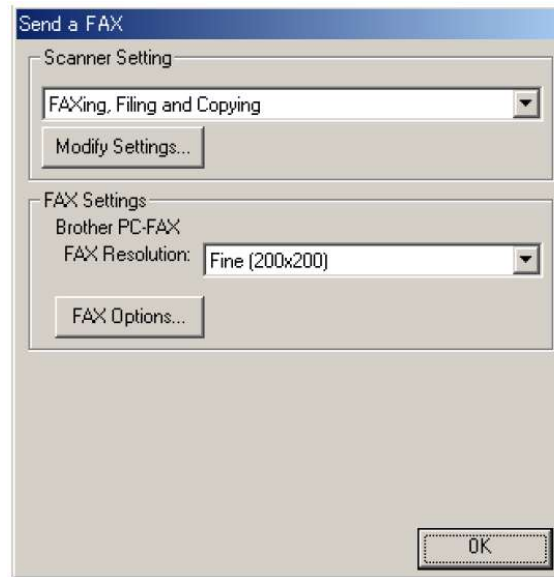 Send a FAX
Scanner Setting
FAXing, Filing and Copying
Modify Settings...
FAX Settings
Brother PC-FAX
FAX Resolution: Fine (200x200)
FAX Options...
OK